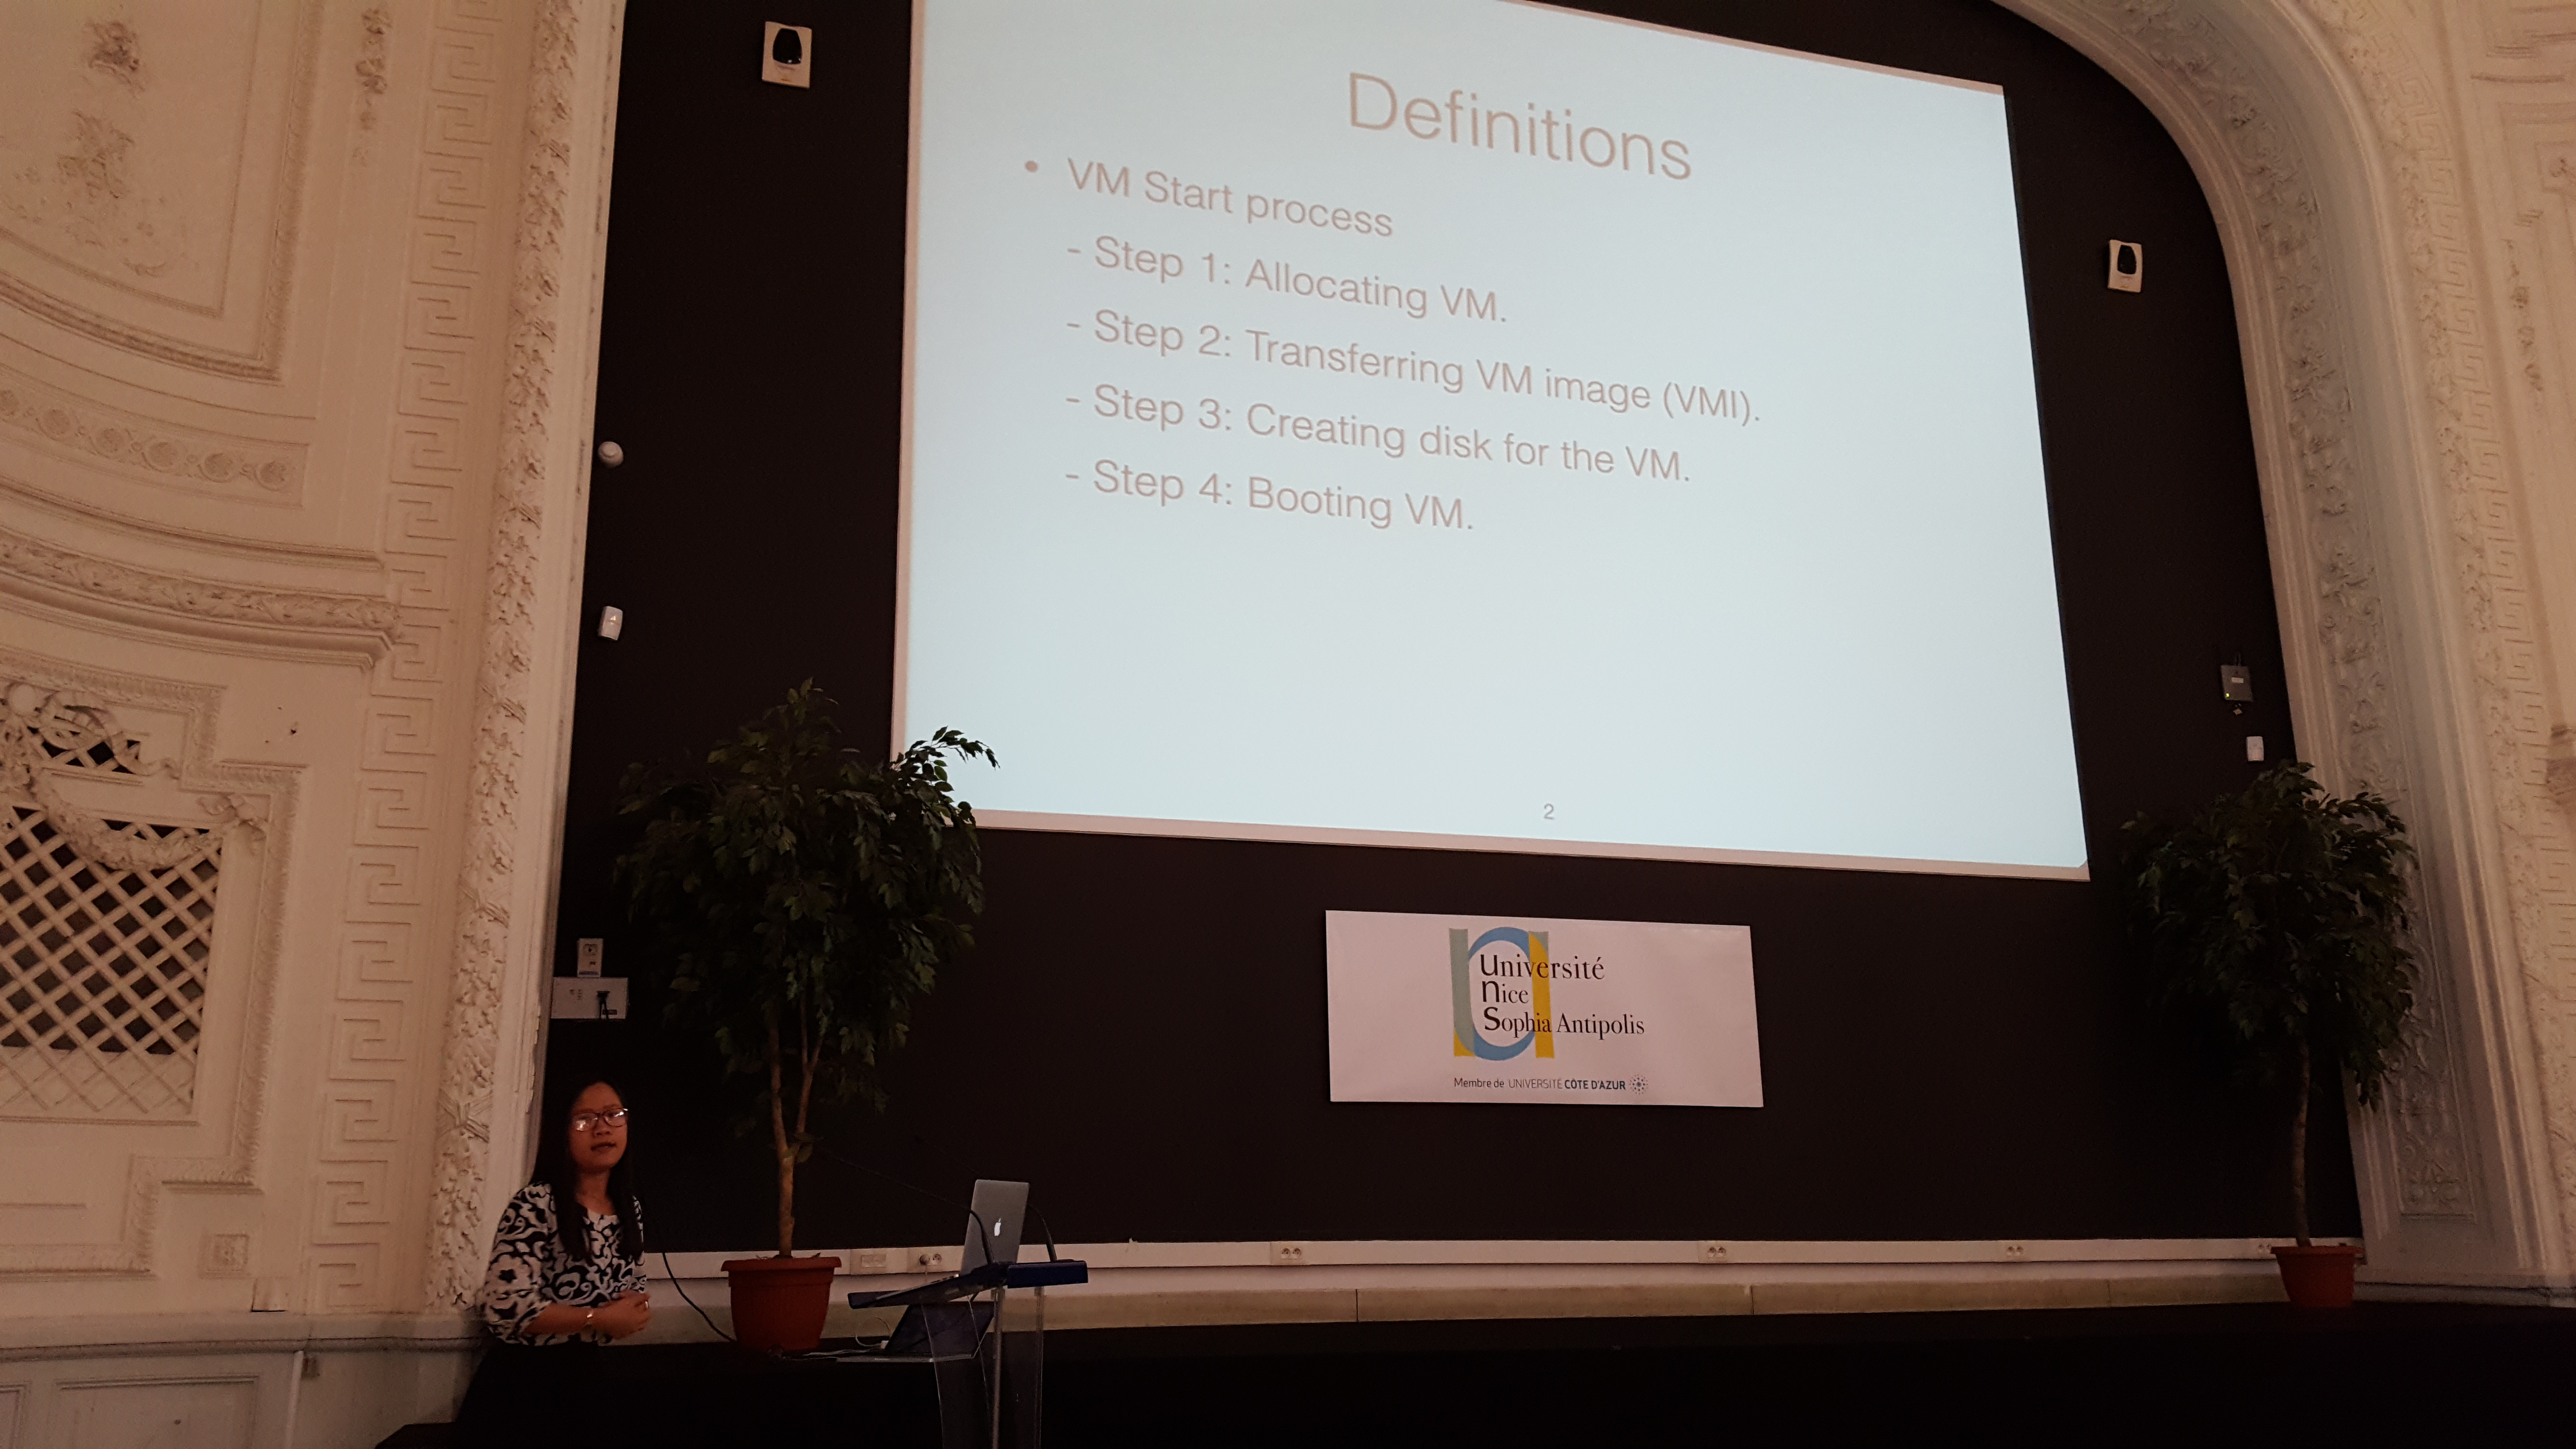 Definitions
• VM Start process
- Step 1: Allocating VM.
- Step 2: Transferring VM image (VMI).
- Step 3: Creating disk for the VM.
- Step 4: Booting VM.
2
Université
Nice
Sophia Antipolis
Membre de UNIVERSITÉ CÔTE D'AZUR